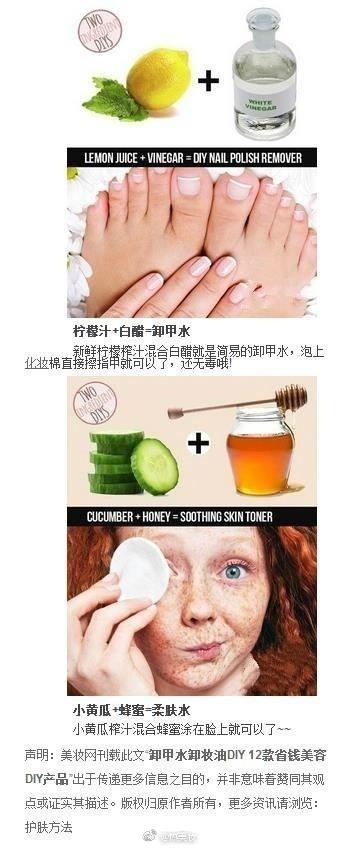 TWO
INGREDIENT
DIYS
WHITE
VINEGAR
LEMON JUICE + VINEGAR = DIY NAIL POLISH REMOVER
柠檬汁+白醋=卸甲水
新鲜柠檬榨汁混合白醋就是简易的卸甲水，泡上
化妆棉直接擦指甲就可以了，还无毒哦!
TWO
INGREDIENT
DIYS
CUCUMBER + HONEY = SOOTHING SKIN TONER
小黄瓜+蜂蜜=柔肤水
小黄瓜榨汁混合蜂蜜涂在脸上就可以了~~
声明：美妆网刊载此文“卸甲水卸妆油DIY 12款省钱美容
DIY产品”出于传递更多信息之目的，并非意味着赞同其观
点或证实其描述。版权归原作者所有，更多资讯请浏览：
护肤方法